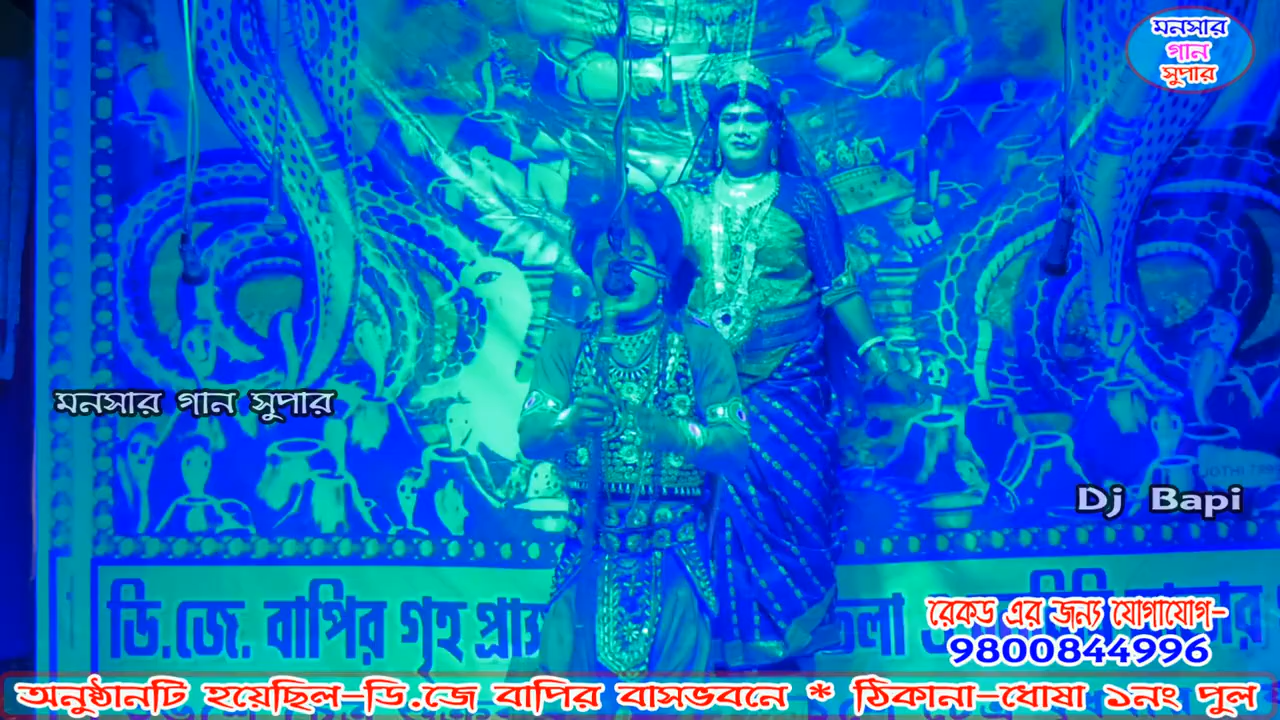 মনসার
গান
সুপার
মনসার গান সুপার
Dj Bapi
ডি.জে. বাপির গৃহ
রেকড এর জন্য যোগাযোগ-
9800844996
অনুষ্ঠানটি হয়েছিল-ডি.জে বাপির বাসভবনে * ঠিকানা-ধোষা ১নং পুল